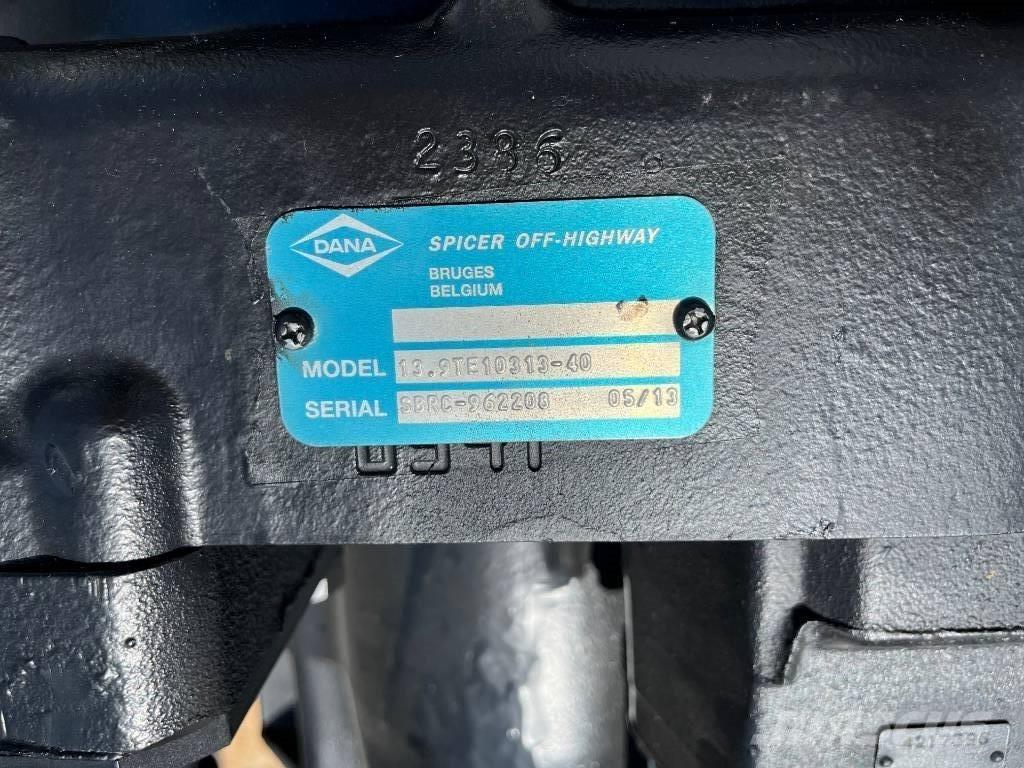 2386
DANA
SPICER OFF-HIGHWAY
BRUGES
BELGIUM
MODEL 13.9TE10313-40
SERIAL SBRC-962208 05/13